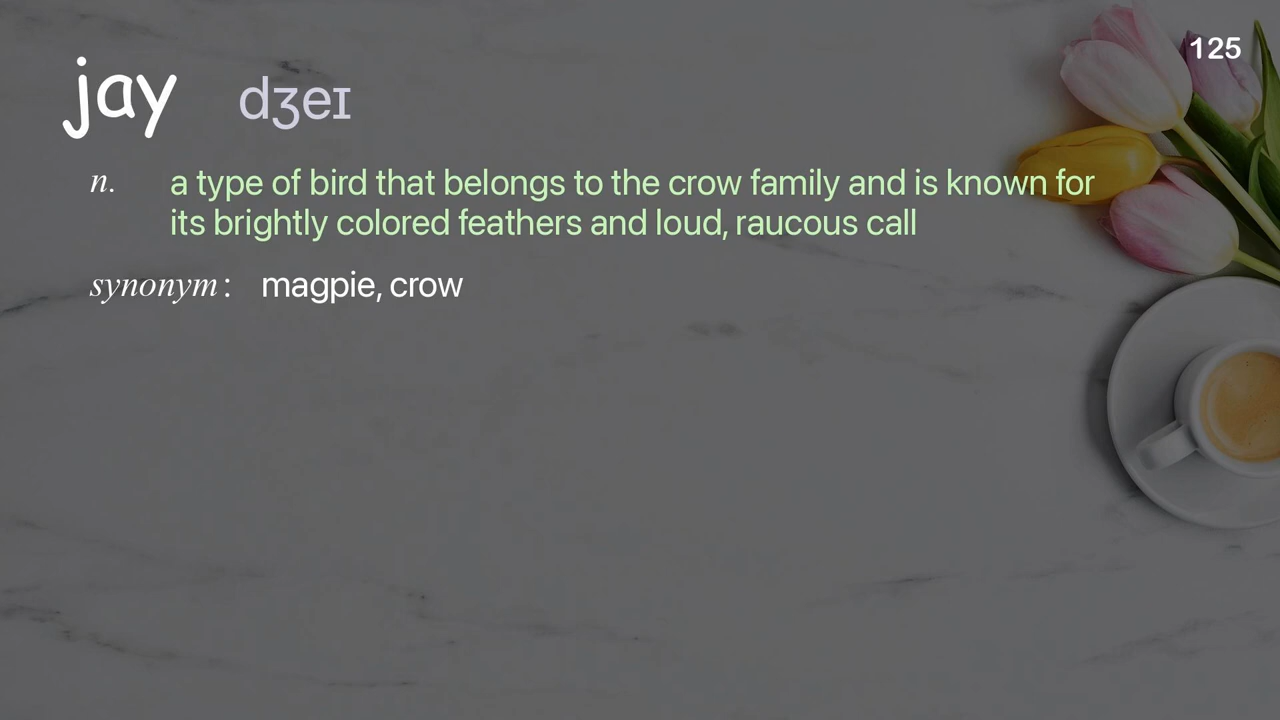 125
jay dʒeɪ
n. a type of bird that belongs to the crow family and is known for
its brightly colored feathers and loud, raucous call
synonym: magpie, crow